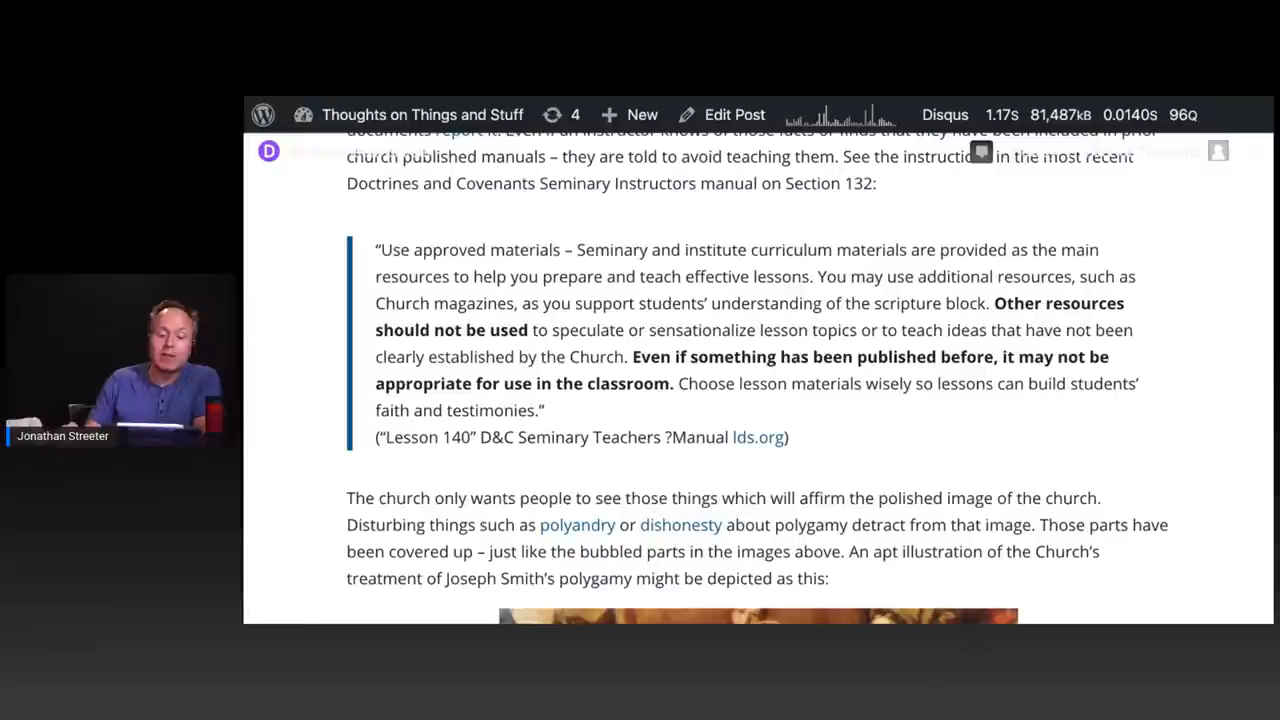 Thoughts on Things and Stuff 4 New Edit Post Disqus 1.17s 81,487KB 0.0140s 96Q
D
church published manuals – they are told to avoid teaching them. See the instruction in the most recent
Doctrines and Covenants Seminary Instructors manual on Section 132:
“Use approved materials – Seminary and institute curriculum materials are provided as the main
resources to help you prepare and teach effective lessons. You may use additional resources, such as
Church magazines, as you support students’ understanding of the scripture block. Other resources
should not be used to speculate or sensationalize lesson topics or to teach ideas that have not been
clearly established by the Church. Even if something has been published before, it may not be
appropriate for use in the classroom. Choose lesson materials wisely so lessons can build students’
faith and testimonies.”
(“Lesson 140” D&C Seminary Teachers ?Manual lds.org)
The church only wants people to see those things which will affirm the polished image of the church.
Disturbing things such as polyandry or dishonesty about polygamy detract from that image. Those parts have
been covered up – just like the bubbled parts in the images above. An apt illustration of the Church’s
treatment of Joseph Smith’s polygamy might be depicted as this:
Jonathan Streeter